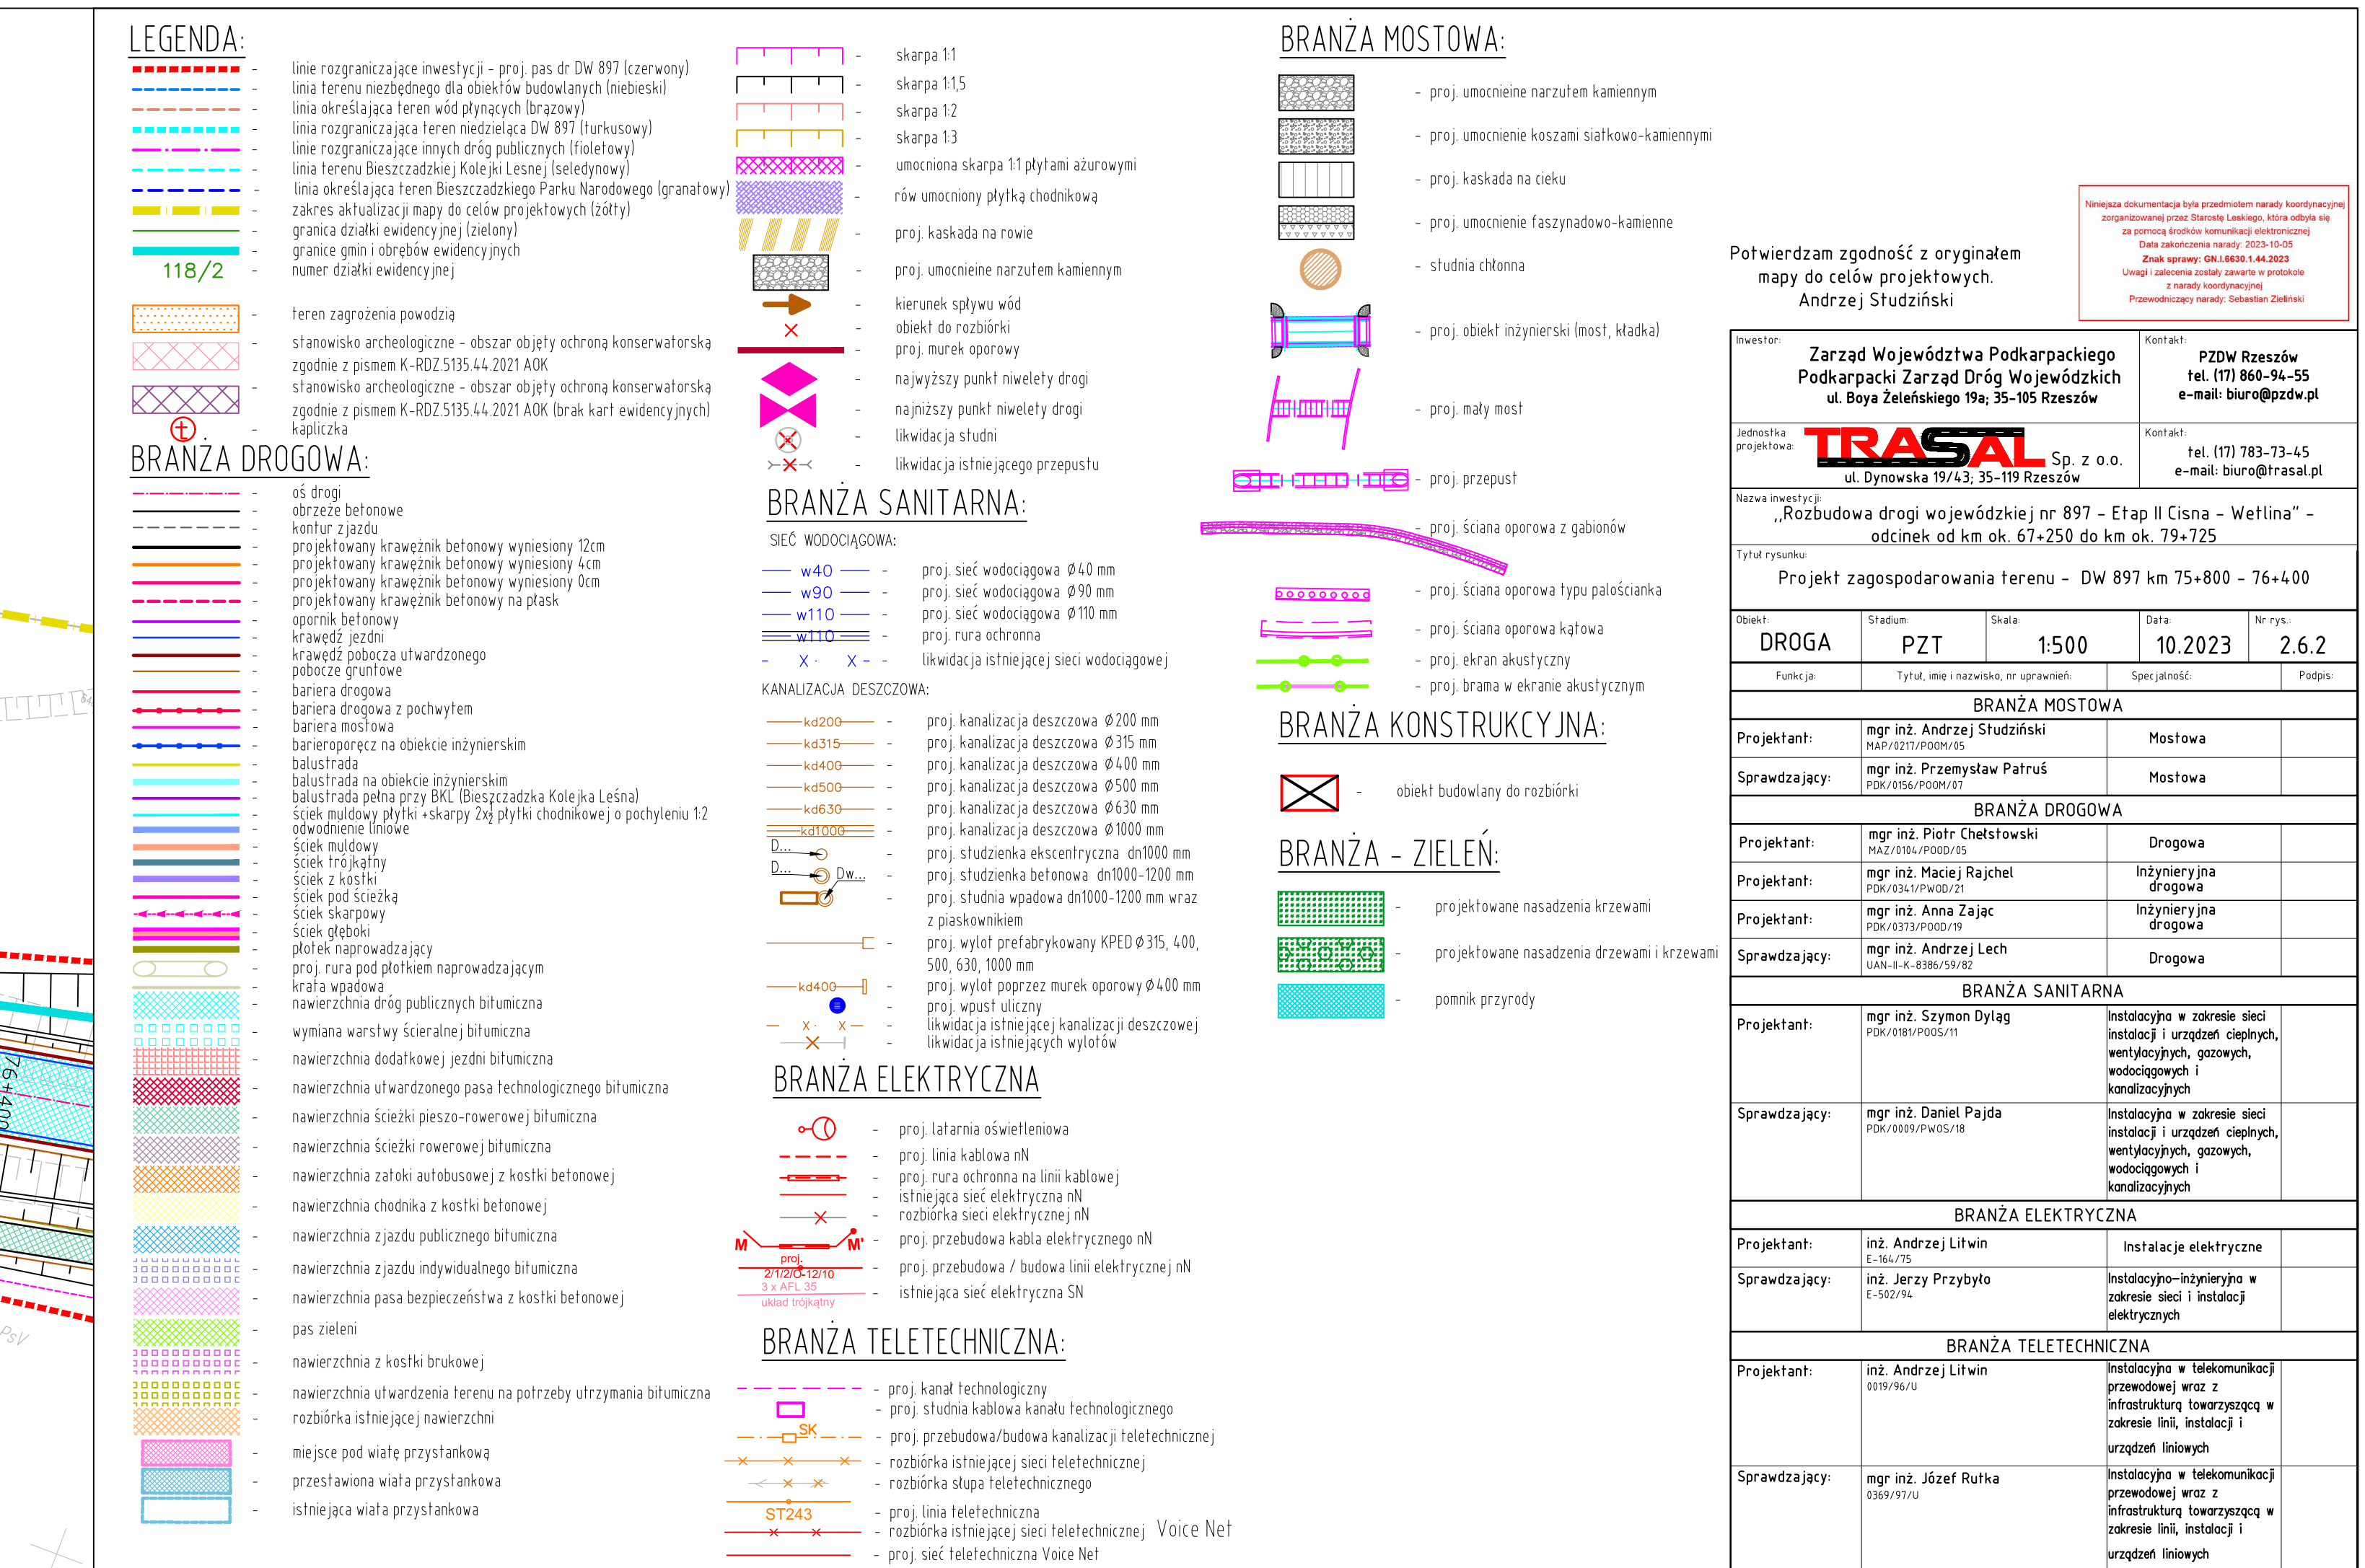 LEGENDA:
linie rozgraniczające inwestycji - proj. pas dr DW 897 (czerwony)
linia terenu niezbędnego dla obiektów budowlanych (niebieski)
linia określająca teren wód płynących (brązowy)
linia rozgraniczająca teren niedzieląca DW 897 (turkusowy)
linie rozgraniczające innych dróg publicznych (fioletowy)
linia terenu Bieszczadzkiej Kolejki Lesnej (seledynowy)
linia określająca teren Bieszczadzkiego Parku Narodowego (granatowy)
zakres aktualizacji mapy do celów projektowych (żółty)
granica działki ewidencyjnej (zielony)
granice gmin i obrębów ewidencyjnych
118/2 - numer działki ewidencyjnej
teren zagrożenia powodzią
stanowisko archeologiczne - obszar objęty ochroną konserwatorską
zgodnie z pismem K-RDZ.5135.44.2021 AOK
stanowisko archeologiczne - obszar objęty ochroną konserwatorską
zgodnie z pismem K-RDZ.5135.44.2021 AOK (brak kart ewidencyjnych)
kapliczka
BRANŻA DROGOWA:
oś drogi
obrzeże betonowe
kontur zjazdu
projektowany krawężnik betonowy wyniesiony 12cm
projektowany krawężnik betonowy wyniesiony 4cm
projektowany krawężnik betonowy wyniesiony 0cm
projektowany krawężnik betonowy na płask
opornik betonowy
krawędź jezdni
krawędź pobocza utwardzonego
pobocze gruntowe
bariera drogowa
bariera drogowa z pochwytem
bariera mostowa
barieroporęcz na obiekcie inżynierskim
balustrada
balustrada na obiekcie inżynierskim
balustrada pełna przy BKL (Bieszczadzka Kolejka Leśna)
ściek muldowy płytki +skarpy 2x½ płytki chodnikowej o pochyleniu 1:2
odwodnienie liniowe
ściek muldowy
ściek trójkątny
ściek z kostki
ściek pod ścieżką
ściek skarpowy
ściek głęboki
płotek naprowadzający
proj. rura pod płotkiem naprowadzającym
krata wpadowa
nawierzchnia dróg publicznych bitumiczna
wymiana warstwy ścieralnej bitumiczna
nawierzchnia dodatkowej jezdni bitumiczna
nawierzchnia utwardzonego pasa technologicznego bitumiczna
nawierzchnia ścieżki pieszo-rowerowej bitumiczna
nawierzchnia ścieżki rowerowej bitumiczna
nawierzchnia zatoki autobusowej z kostki betonowej
nawierzchnia chodnika z kostki betonowej
nawierzchnia zjazdu publicznego bitumiczna
nawierzchnia zjazdu indywidualnego bitumiczna
nawierzchnia pasa bezpieczeństwa z kostki betonowej
pas zieleni
nawierzchnia z kostki brukowej
nawierzchnia utwardzenia terenu na potrzeby utrzymania bitumiczna
rozbiórka istniejącej nawierzchni
miejsce pod wiatę przystankową
przestawiona wiata przystankowa
istniejąca wiata przystankowa
76+400
PsV
skarpa 1:1
skarpa 1:1,5
skarpa 1:2
skarpa 1:3
umocniona skarpa 1:1 płytami ażurowymi
rów umocniony płytką chodnikową
proj. kaskada na rowie
proj. umocnieine narzutem kamiennym
kierunek spływu wód
obiekt do rozbiórki
proj. murek oporowy
najwyższy punkt niwelety drogi
najniższy punkt niwelety drogi
likwidacja studni
likwidacja istniejącego przepustu
BRANŻA SANITARNA:
SIEĆ WODOCIĄGOWA:
w40 - proj. sieć wodociągowa Ø40 mm
w90 - proj. sieć wodociągowa Ø90 mm
w110 - proj. sieć wodociągowa Ø110 mm
w110 - proj. rura ochronna
X X - likwidacja istniejącej sieci wodociągowej
KANALIZACJA DESZCZOWA:
kd200 - proj. kanalizacja deszczowa Ø200 mm
kd315 - proj. kanalizacja deszczowa Ø315 mm
kd400 - proj. kanalizacja deszczowa Ø400 mm
kd500 - proj. kanalizacja deszczowa Ø500 mm
kd630 - proj. kanalizacja deszczowa Ø630 mm
kd1000 - proj. kanalizacja deszczowa Ø1000 mm
D... - proj. studzienka ekscentryczna dn1000 mm
D... Dw... - proj. studzienka betonowa dn1000-1200 mm
proj. studnia wpadowa dn1000-1200 mm wraz
z piaskownikiem
proj. wylot prefabrykowany KPED Ø315, 400,
500, 630, 1000 mm
kd400 - proj. wylot poprzez murek oporowy Ø400 mm
proj. wpust uliczny
X X - likwidacja istniejącej kanalizacji deszczowej
likwidacja istniejących wylotów
BRANŻA ELEKTRYCZNA
proj. latarnia oświetleniowa
proj. linia kablowa nN
proj. rura ochronna na linii kablowej
istniejąca sieć elektryczna nN
rozbiórka sieci elektrycznej nN
M M' - proj. przebudowa kabla elektrycznego nN
proj.
2/1/2/O-12/10 - proj. przebudowa / budowa linii elektrycznej nN
3 x AFL 35
układ trójkątny - istniejąca sieć elektryczna SN
BRANŻA TELETECHNICZNA:
- proj. kanał technologiczny
- proj. studnia kablowa kanału technologicznego
SK - proj. przebudowa/budowa kanalizacji teletechnicznej
- rozbiórka istniejącej sieci teletechnicznej
- rozbiórka słupa teletechnicznego
ST243 - proj. linia teletechniczna
- rozbiórka istniejącej sieci teletechnicznej Voice Net
- proj. sieć teletechniczna Voice Net
BRANŻA MOSTOWA:
- proj. umocnieine narzutem kamiennym
- proj. umocnienie koszami siatkowo-kamiennymi
- proj. kaskada na cieku
- proj. umocnienie faszynadowo-kamienne
- studnia chłonna
- proj. obiekt inżynierski (most, kładka)
- proj. mały most
- proj. przepust
- proj. ściana oporowa z gabionów
- proj. ściana oporowa typu palościanka
- proj. ściana oporowa kątowa
- proj. ekran akustyczny
- proj. brama w ekranie akustycznym
BRANŻA KONSTRUKCYJNA:
- obiekt budowlany do rozbiórki
BRANŻA - ZIELEŃ:
- projektowane nasadzenia krzewami
- projektowane nasadzenia drzewami i krzewami
- pomnik przyrody
Potwierdzam zgodność z oryginałem
mapy do celów projektowych.
Andrzej Studziński
Niniejsza dokumentacja była przedmiotem narady koordynacyjnej
zorganizowanej przez Starostę Leskiego, która odbyła się
za pomocą środków komunikacji elektronicznej
Data zakończenia narady: 2023-10-05
Znak sprawy: GN.I.6630.1.44.2023
Uwagi i zalecenia zostały zawarte w protokole
z narady koordynacyjnej
Przewodniczący narady: Sebastian Zieliński
Inwestor:
Zarząd Województwa Podkarpackiego
Podkarpacki Zarząd Dróg Wojewódzkich
ul. Boya Żeleńskiego 19a; 35-105 Rzeszów
Kontakt:
PZDW Rzeszów
tel. (17) 860-94-55
e-mail: biuro@pzdw.pl
Jednostka
projektowa:
TRASAL Sp. z o.o.
ul. Dynowska 19/43; 35-119 Rzeszów
Kontakt:
tel. (17) 783-73-45
e-mail: biuro@trasal.pl
Nazwa inwestycji:
,,Rozbudowa drogi wojewódzkiej nr 897 - Etap II Cisna - Wetlina" -
odcinek od km ok. 67+250 do km ok. 79+725
Tytuł rysunku:
Projekt zagospodarowania terenu - DW 897 km 75+800 - 76+400
Obiekt: Stadium: Skala: Data: Nr rys.:
DROGA PZT 1:500 10.2023 2.6.2
Funkcja: Tytuł, imię i nazwisko, nr uprawnień: Specjalność: Podpis:
BRANŻA MOSTOWA
Projektant: mgr inż. Andrzej Studziński Mostowa
MAP/0217/POOM/05
Sprawdzający: mgr inż. Przemysław Patruś Mostowa
PDK/0156/POOM/07
BRANŻA DROGOWA
Projektant: mgr inż. Piotr Chełstowski Drogowa
MAZ/0104/POOD/05
Projektant: mgr inż. Maciej Rajchel Inżynieryjna
PDK/0341/PWOD/21 drogowa
Projektant: mgr inż. Anna Zając Inżynieryjna
PDK/0373/POOD/19 drogowa
Sprawdzający: mgr inż. Andrzej Lech Drogowa
UAN-II-K-8386/59/82
BRANŻA SANITARNA
Projektant: mgr inż. Szymon Dyląg
PDK/0181/POOS/11
Instalacyjna w zakresie sieci
instalacji i urządzeń cieplnych,
wentylacyjnych, gazowych,
wodociągowych i
kanalizacyjnych
Sprawdzający: mgr inż. Daniel Pajda
PDK/0009/PWOS/18
Instalacyjna w zakresie sieci
instalacji i urządzeń cieplnych,
wentylacyjnych, gazowych,
wodociągowych i
kanalizacyjnych
BRANŻA ELEKTRYCZNA
Projektant: inż. Andrzej Litwin Instalacje elektryczne
E-164/75
Sprawdzający: inż. Jerzy Przybyło
E-502/94
Instalacyjno-inżynieryjna w
zakresie sieci i instalacji
elektrycznych
BRANŻA TELETECHNICZNA
Projektant: inż. Andrzej Litwin
0019/96/U
Instalacyjna w telekomunikacji
przewodowej wraz z
infrastrukturą towarzyszącą w
zakresie linii, instalacji i
urządzeń liniowych
Sprawdzający: mgr inż. Józef Rutka
0369/97/U
Instalacyjna w telekomunikacji
przewodowej wraz z
infrastrukturą towarzyszącą w
zakresie linii, instalacji i
urządzeń liniowych